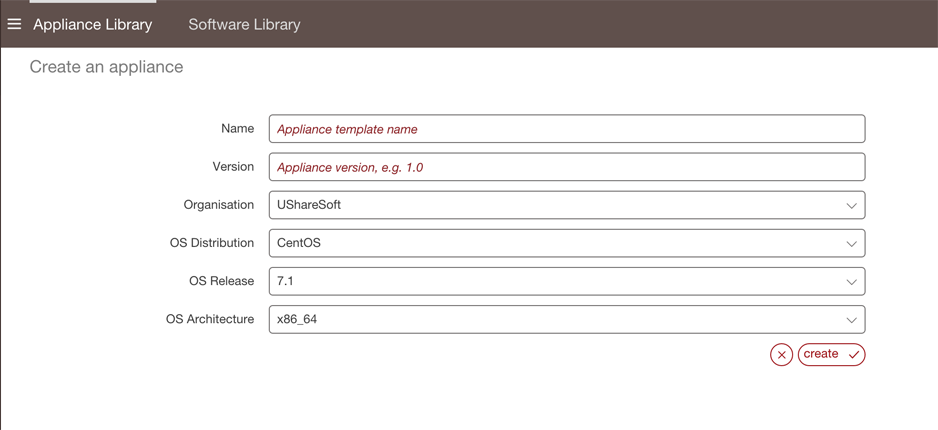 Appliance Library Software Library
Create an appliance
Name Appliance template name
Version Appliance version, e.g. 1.0
Organisation UShareSoft
OS Distribution CentOS
OS Release 7.1
OS Architecture x86_64
create